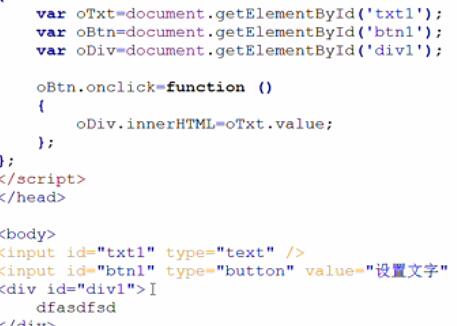 var oTxt=document.getElementById('txt1');
var oBtn=document.getElementById('btn1');
var oDiv=document.getElementById('div1');
oBtn.onclick=function ()
{
oDiv.innerHTML=oTxt.value;
};
};
</script>
</head>
<body>
<input id="txt1" type="text" />
<input id="btn1" type="button" value="设置文字"
<div id="div1">
dfasdfsd
</div>